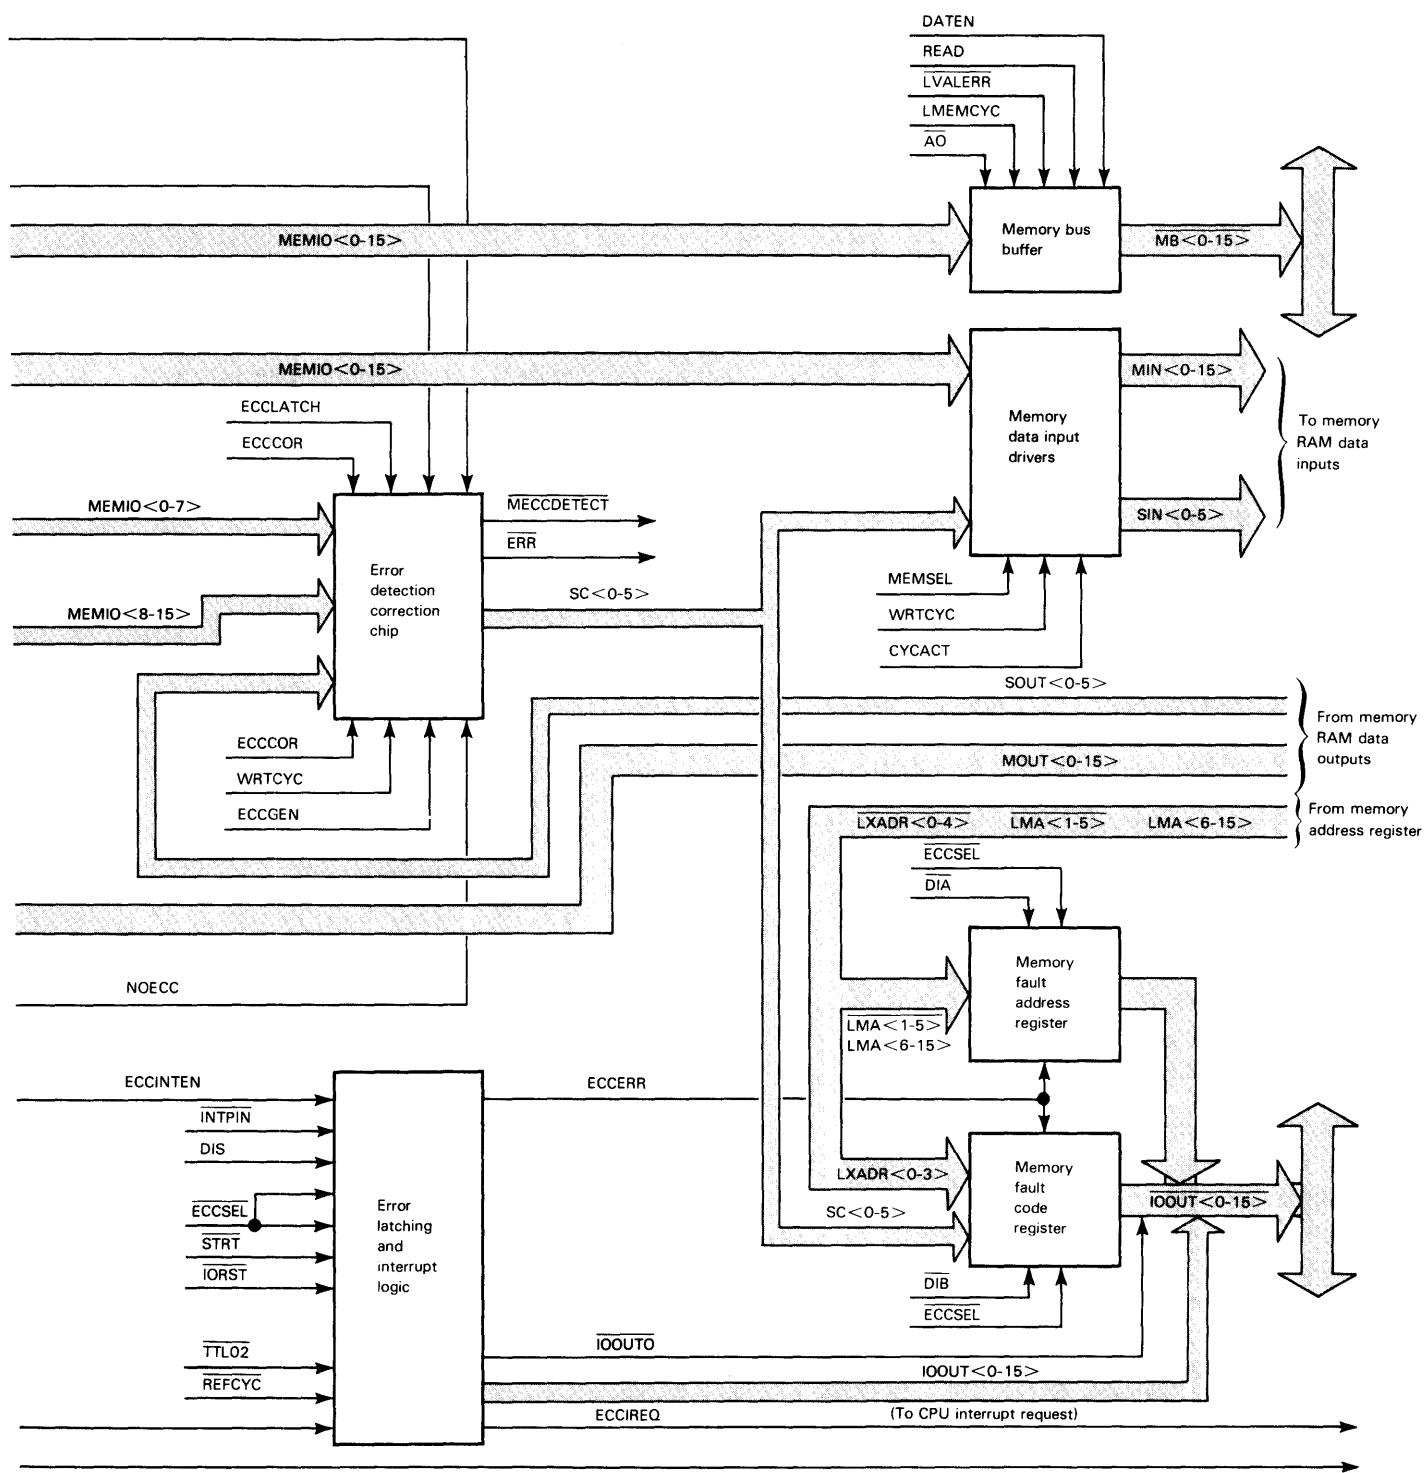 DATEN
READ
LVALERR
LMEMCYC
AO
MEMIO<0-15>
Memory bus
buffer
MB<0-15>
MEMIO<0-15>
MIN<0-15>
Memory
data input
drivers
To memory
RAM data
inputs
SIN<0-5>
ECCLATCH
ECCCOR
MEMIO<0-7>
MECCDETECT
ERR
Error
detection
correction
chip
SC<0-5>
MEMIO<8-15>
MEMSEL
WRTCYC
CYCACT
SOUT<0-5>
From memory
RAM data
outputs
MOUT<0-15>
ECCCOR
WRTCYC
ECCGEN
LXADR<0-4> LMA<1-5> LMA<6-15>
From memory
address register
ECCSEL
DIA
Memory
fault
address
register
NOECC
LMA<1-5>
LMA<6-15>
ECCINTEN
ECCERR
INTPIN
DIS
ECCSEL
STRT
IORST
Error
latching
and
interrupt
logic
LXADR<0-3>
SC<0-5>
Memory
fault
code
register
IOOUT<0-15>
DIB
ECCSEL
TTL02
REFCYC
IOOUT0
IOOUT<0-15>
ECCIREQ
(To CPU interrupt request)